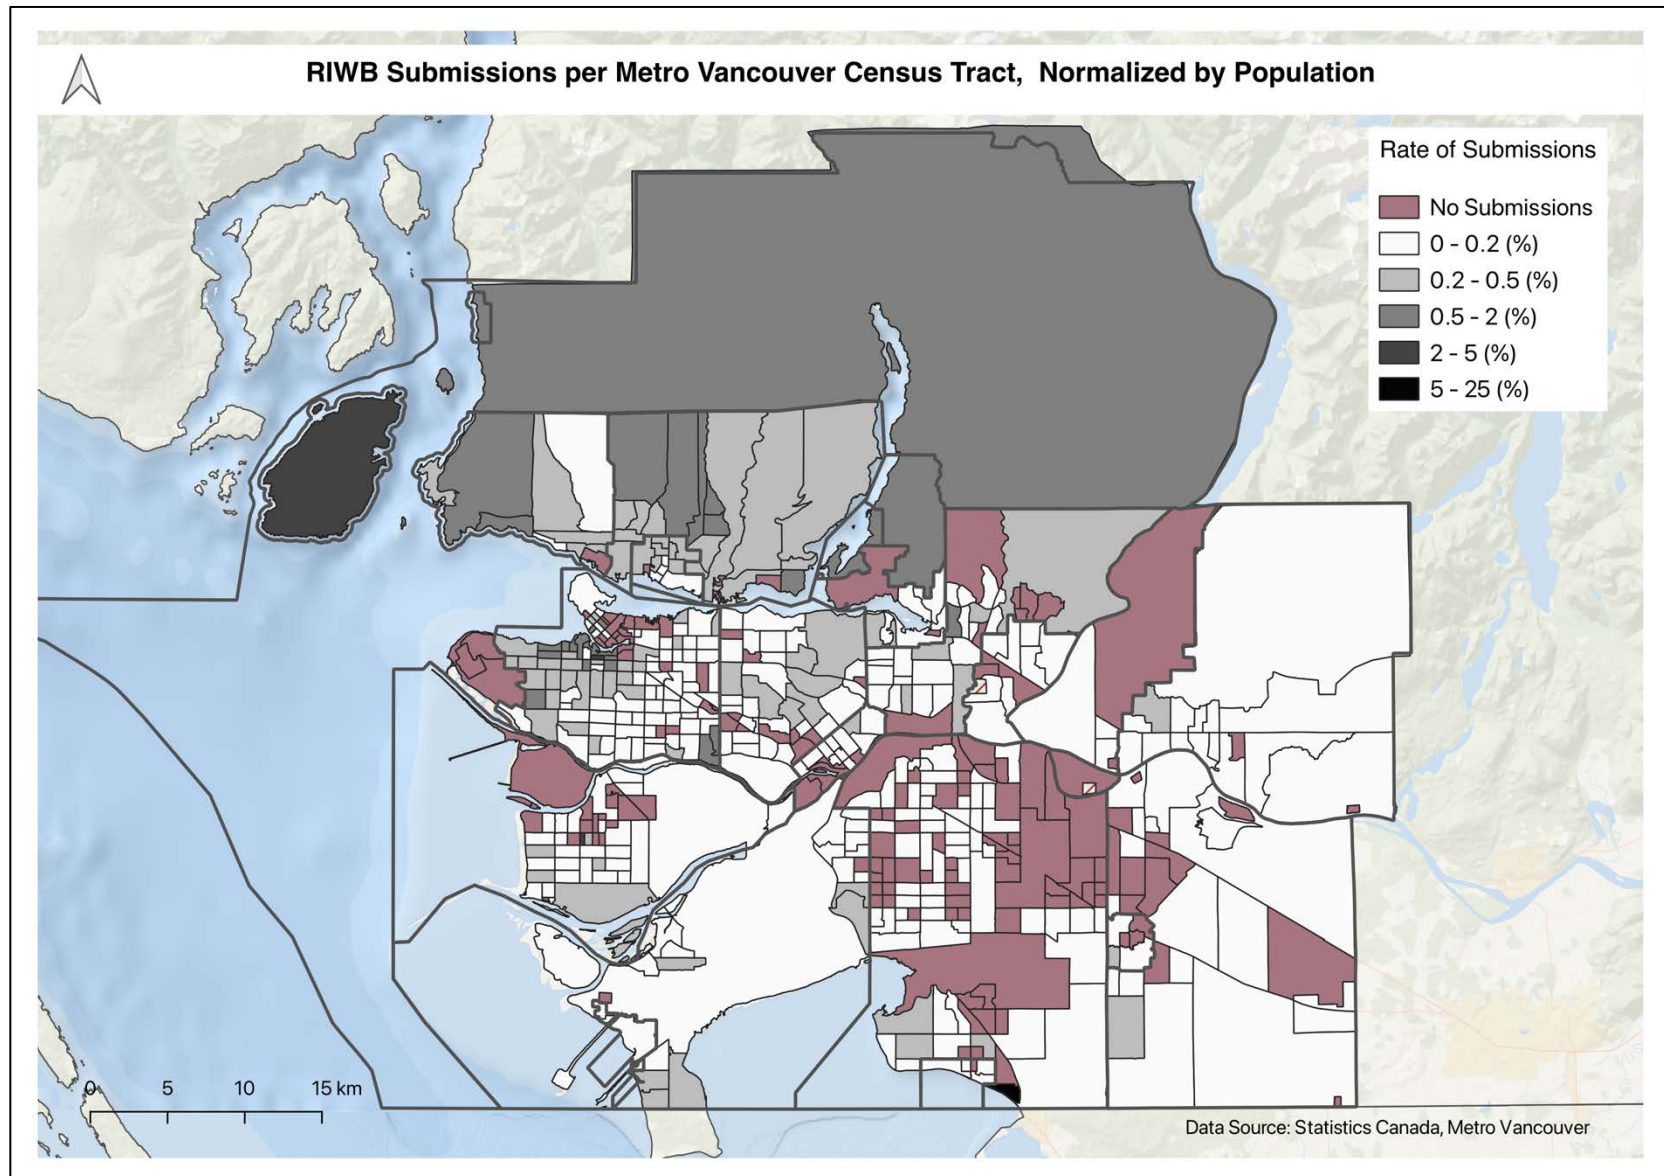 RIWB Submissions per Metro Vancouver Census Tract, Normalized by Population
Rate of Submissions
No Submissions
0 - 0.2 (%)
0.2 - 0.5 (%)
0.5 - 2 (%)
2 - 5 (%)
5 - 25 (%)
0 5 10 15 km
Data Source: Statistics Canada, Metro Vancouver